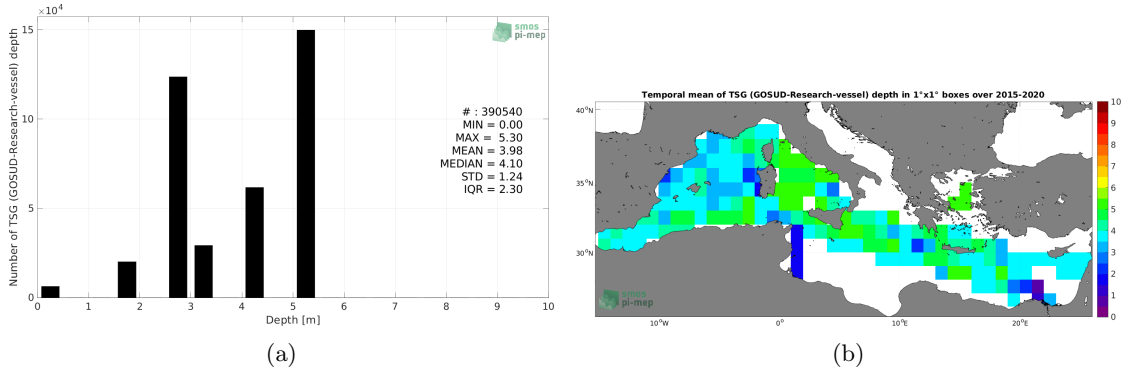 ×10⁴
15
10
5
0
Number of TSG (GOSUD-Research-vessel) depth
smos
pi-mep
# : 390540
MIN = 0.00
MAX = 5.30
MEAN = 3.98
MEDIAN = 4.10
STD = 1.24
IQR = 2.30
0 1 2 3 4 5 6 7 8 9 10
Depth [m]
(a)
Temporal mean of TSG (GOSUD-Research-vessel) depth in 1°x1° boxes over 2015-2020
40°N
35°N
30°N
smos
pi-mep
10°W 0° 10°E 20°E
10
9
8
7
6
5
4
3
2
1
0
(b)